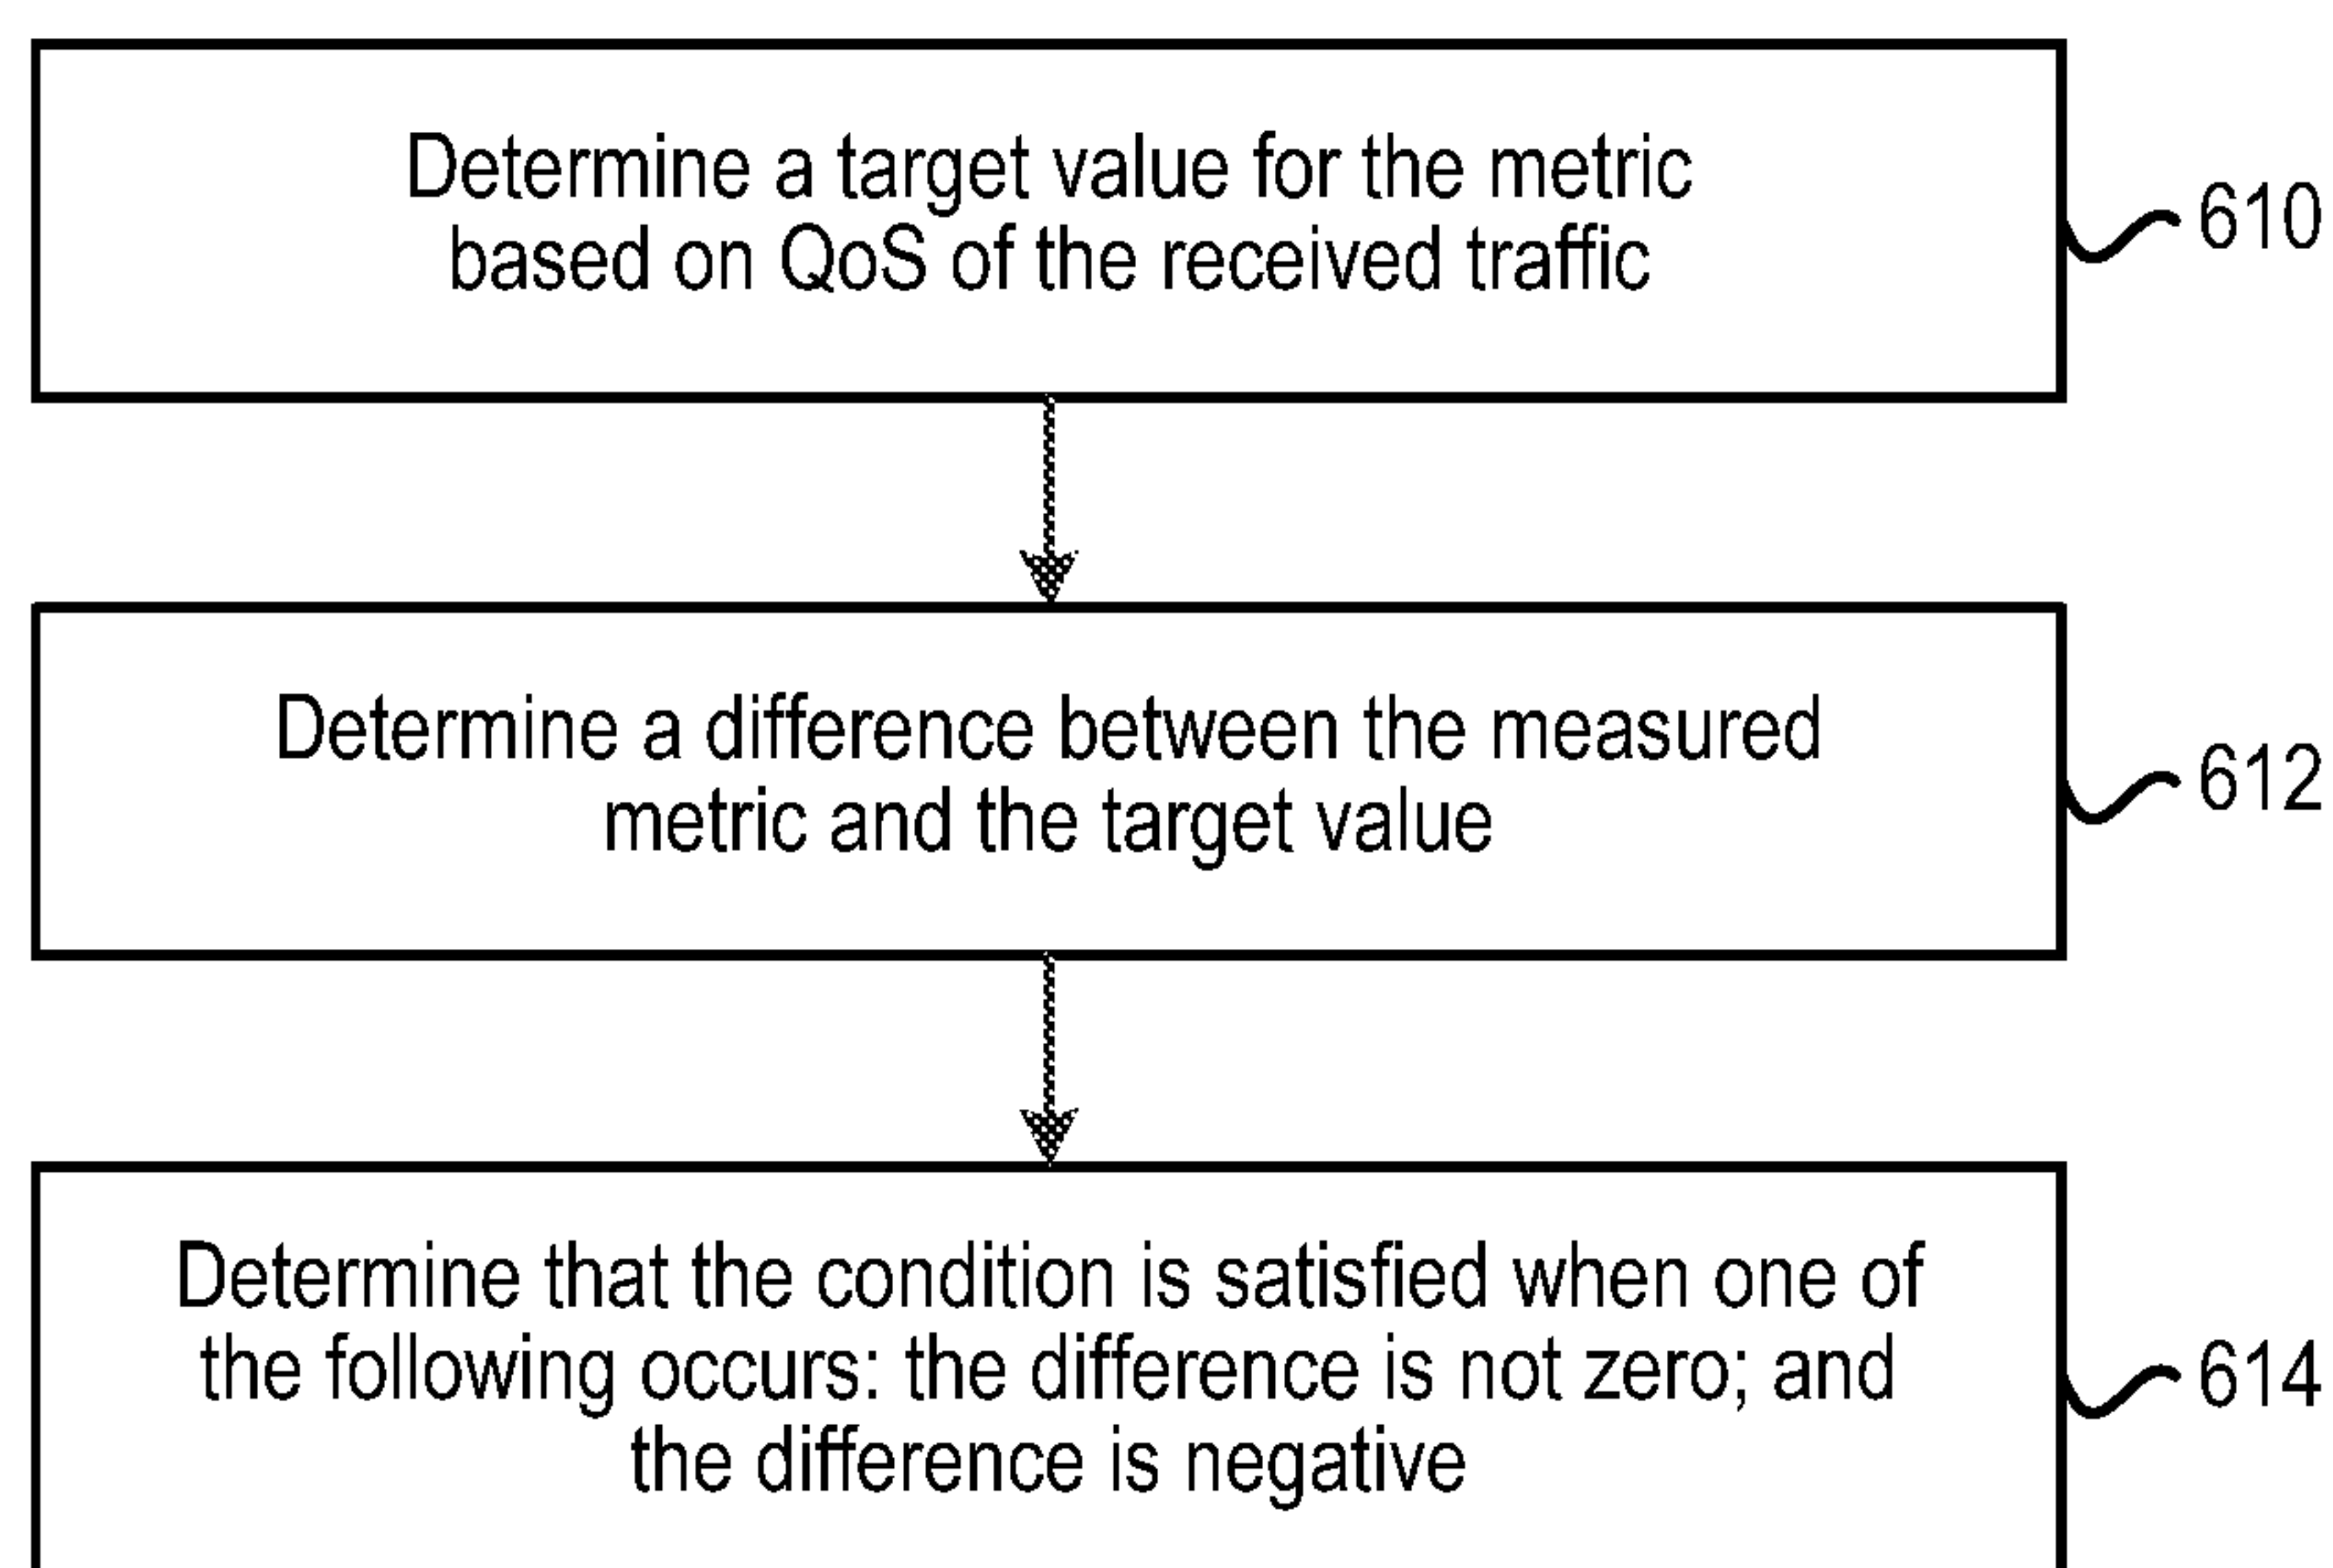 Determine a target value for the metric
based on QoS of the received traffic
610
Determine a difference between the measured
metric and the target value
612
Determine that the condition is satisfied when one of
the following occurs: the difference is not zero; and
the difference is negative
614